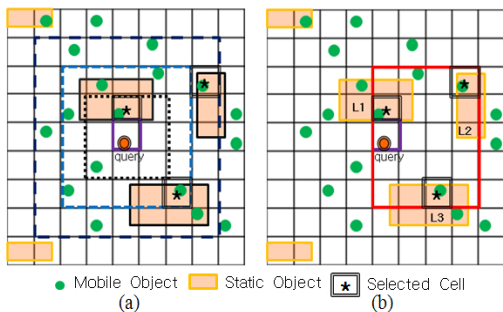 *
*
*
query
L1
*
*
L2
query
*
L3
Mobile Object
Static Object
* Selected Cell
(a)
(b)